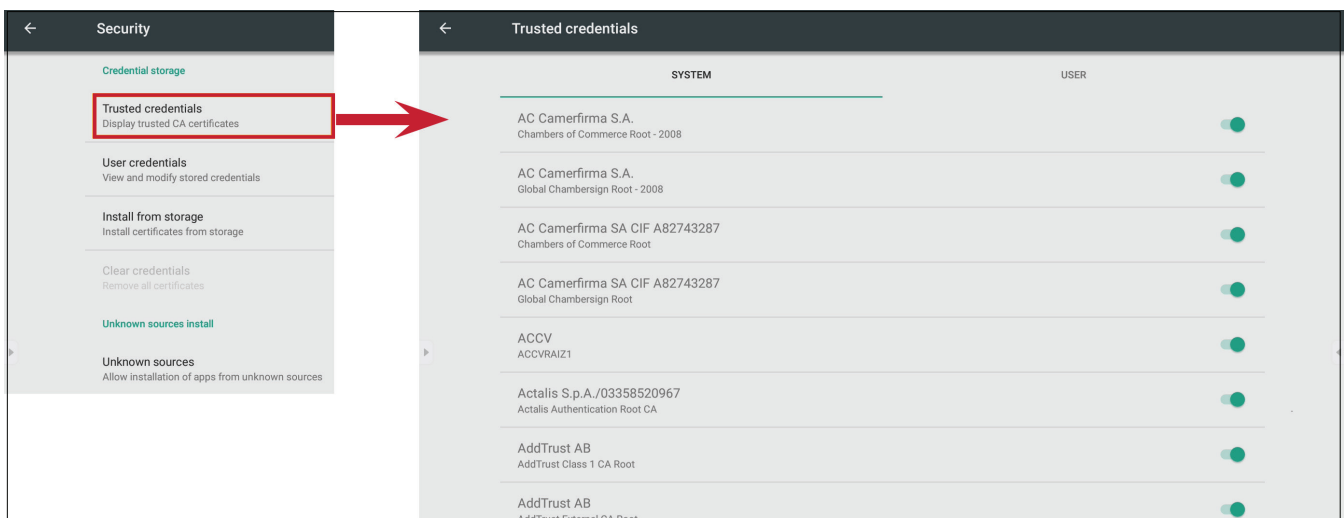 Security
Credential storage
Trusted credentials
Display trusted CA certificates
User credentials
View and modify stored credentials
Install from storage
Install certificates from storage
Clear credentials
Remove all certificates
Unknown sources install
Unknown sources
Allow installation of apps from unknown sources
Trusted credentials
SYSTEM
USER
AC Camerfirma S.A.
Chambers of Commerce Root - 2008
AC Camerfirma S.A.
Global Chambersign Root - 2008
AC Camerfirma SA CIF A82743287
Chambers of Commerce Root
AC Camerfirma SA CIF A82743287
Global Chambersign Root
ACCV
ACCVRAIZ1
Actalis S.p.A./03358520967
Actalis Authentication Root CA
AddTrust AB
AddTrust Class 1 CA Root
AddTrust AB
AddTrust External CA Root